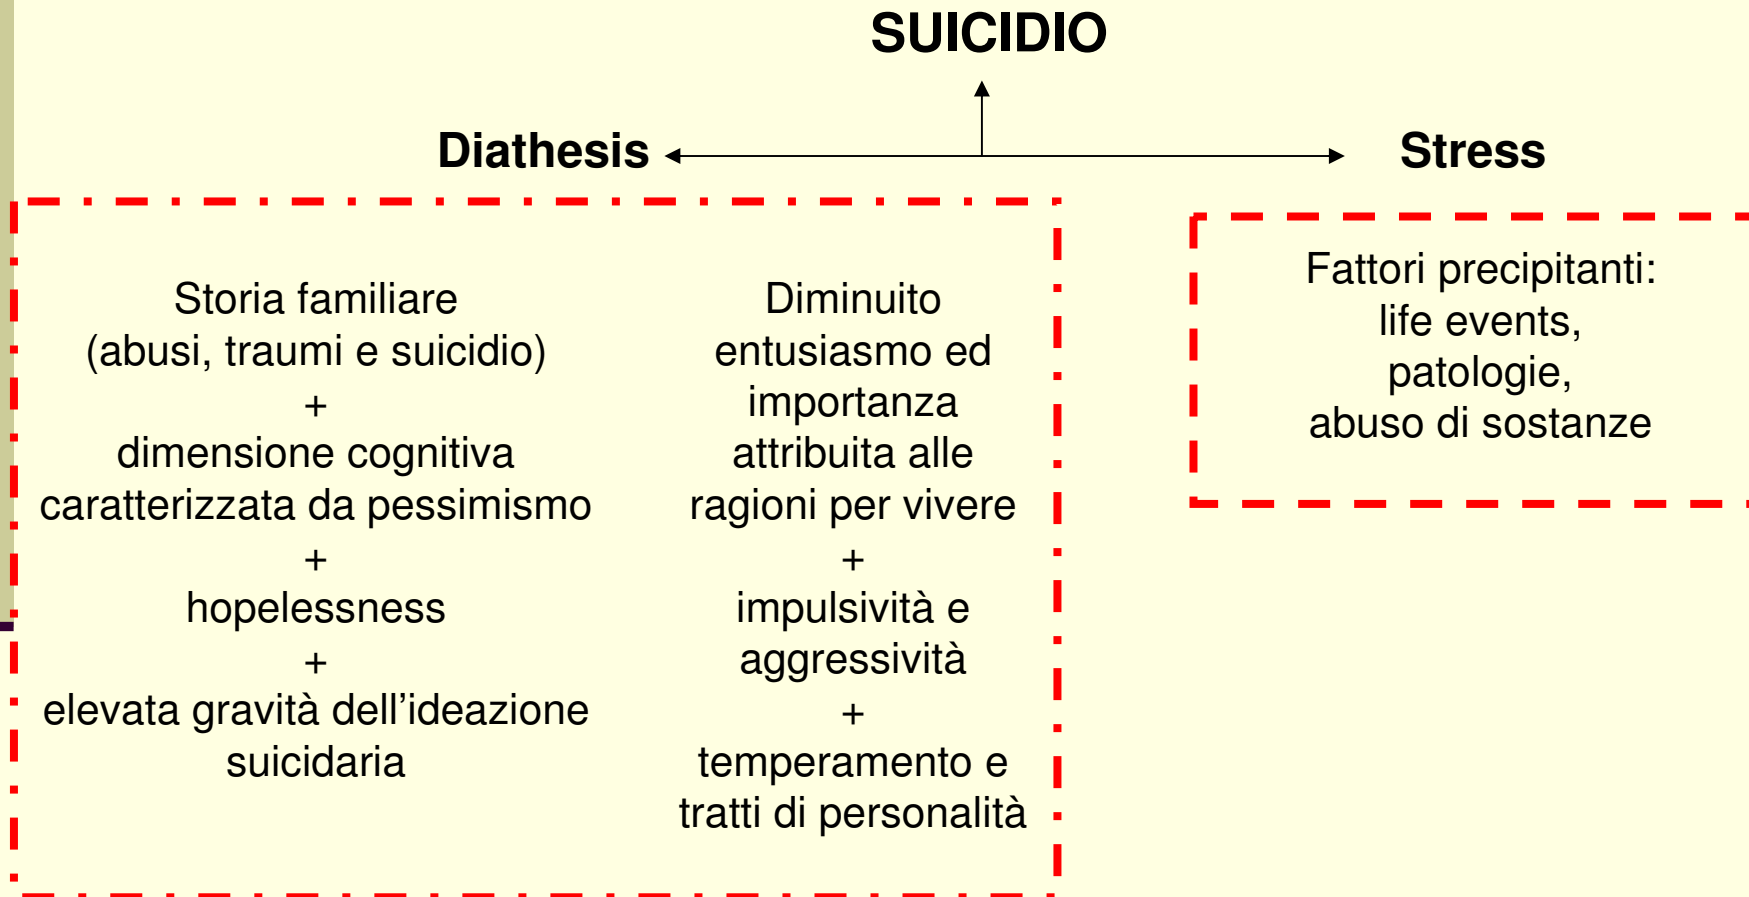 SUICIDIO
Diathesis
Stress
Storia familiare
(abusi, traumi e suicidio)
+
dimensione cognitiva
caratterizzata da pessimismo
+
hopelessness
+
elevata gravità dell’ideazione
suicidaria
Diminuito
entusiasmo ed
importanza
attribuita alle
ragioni per vivere
+
impulsività e
aggressività
+
temperamento e
tratti di personalità
Fattori precipitanti:
life events,
patologie,
abuso di sostanze